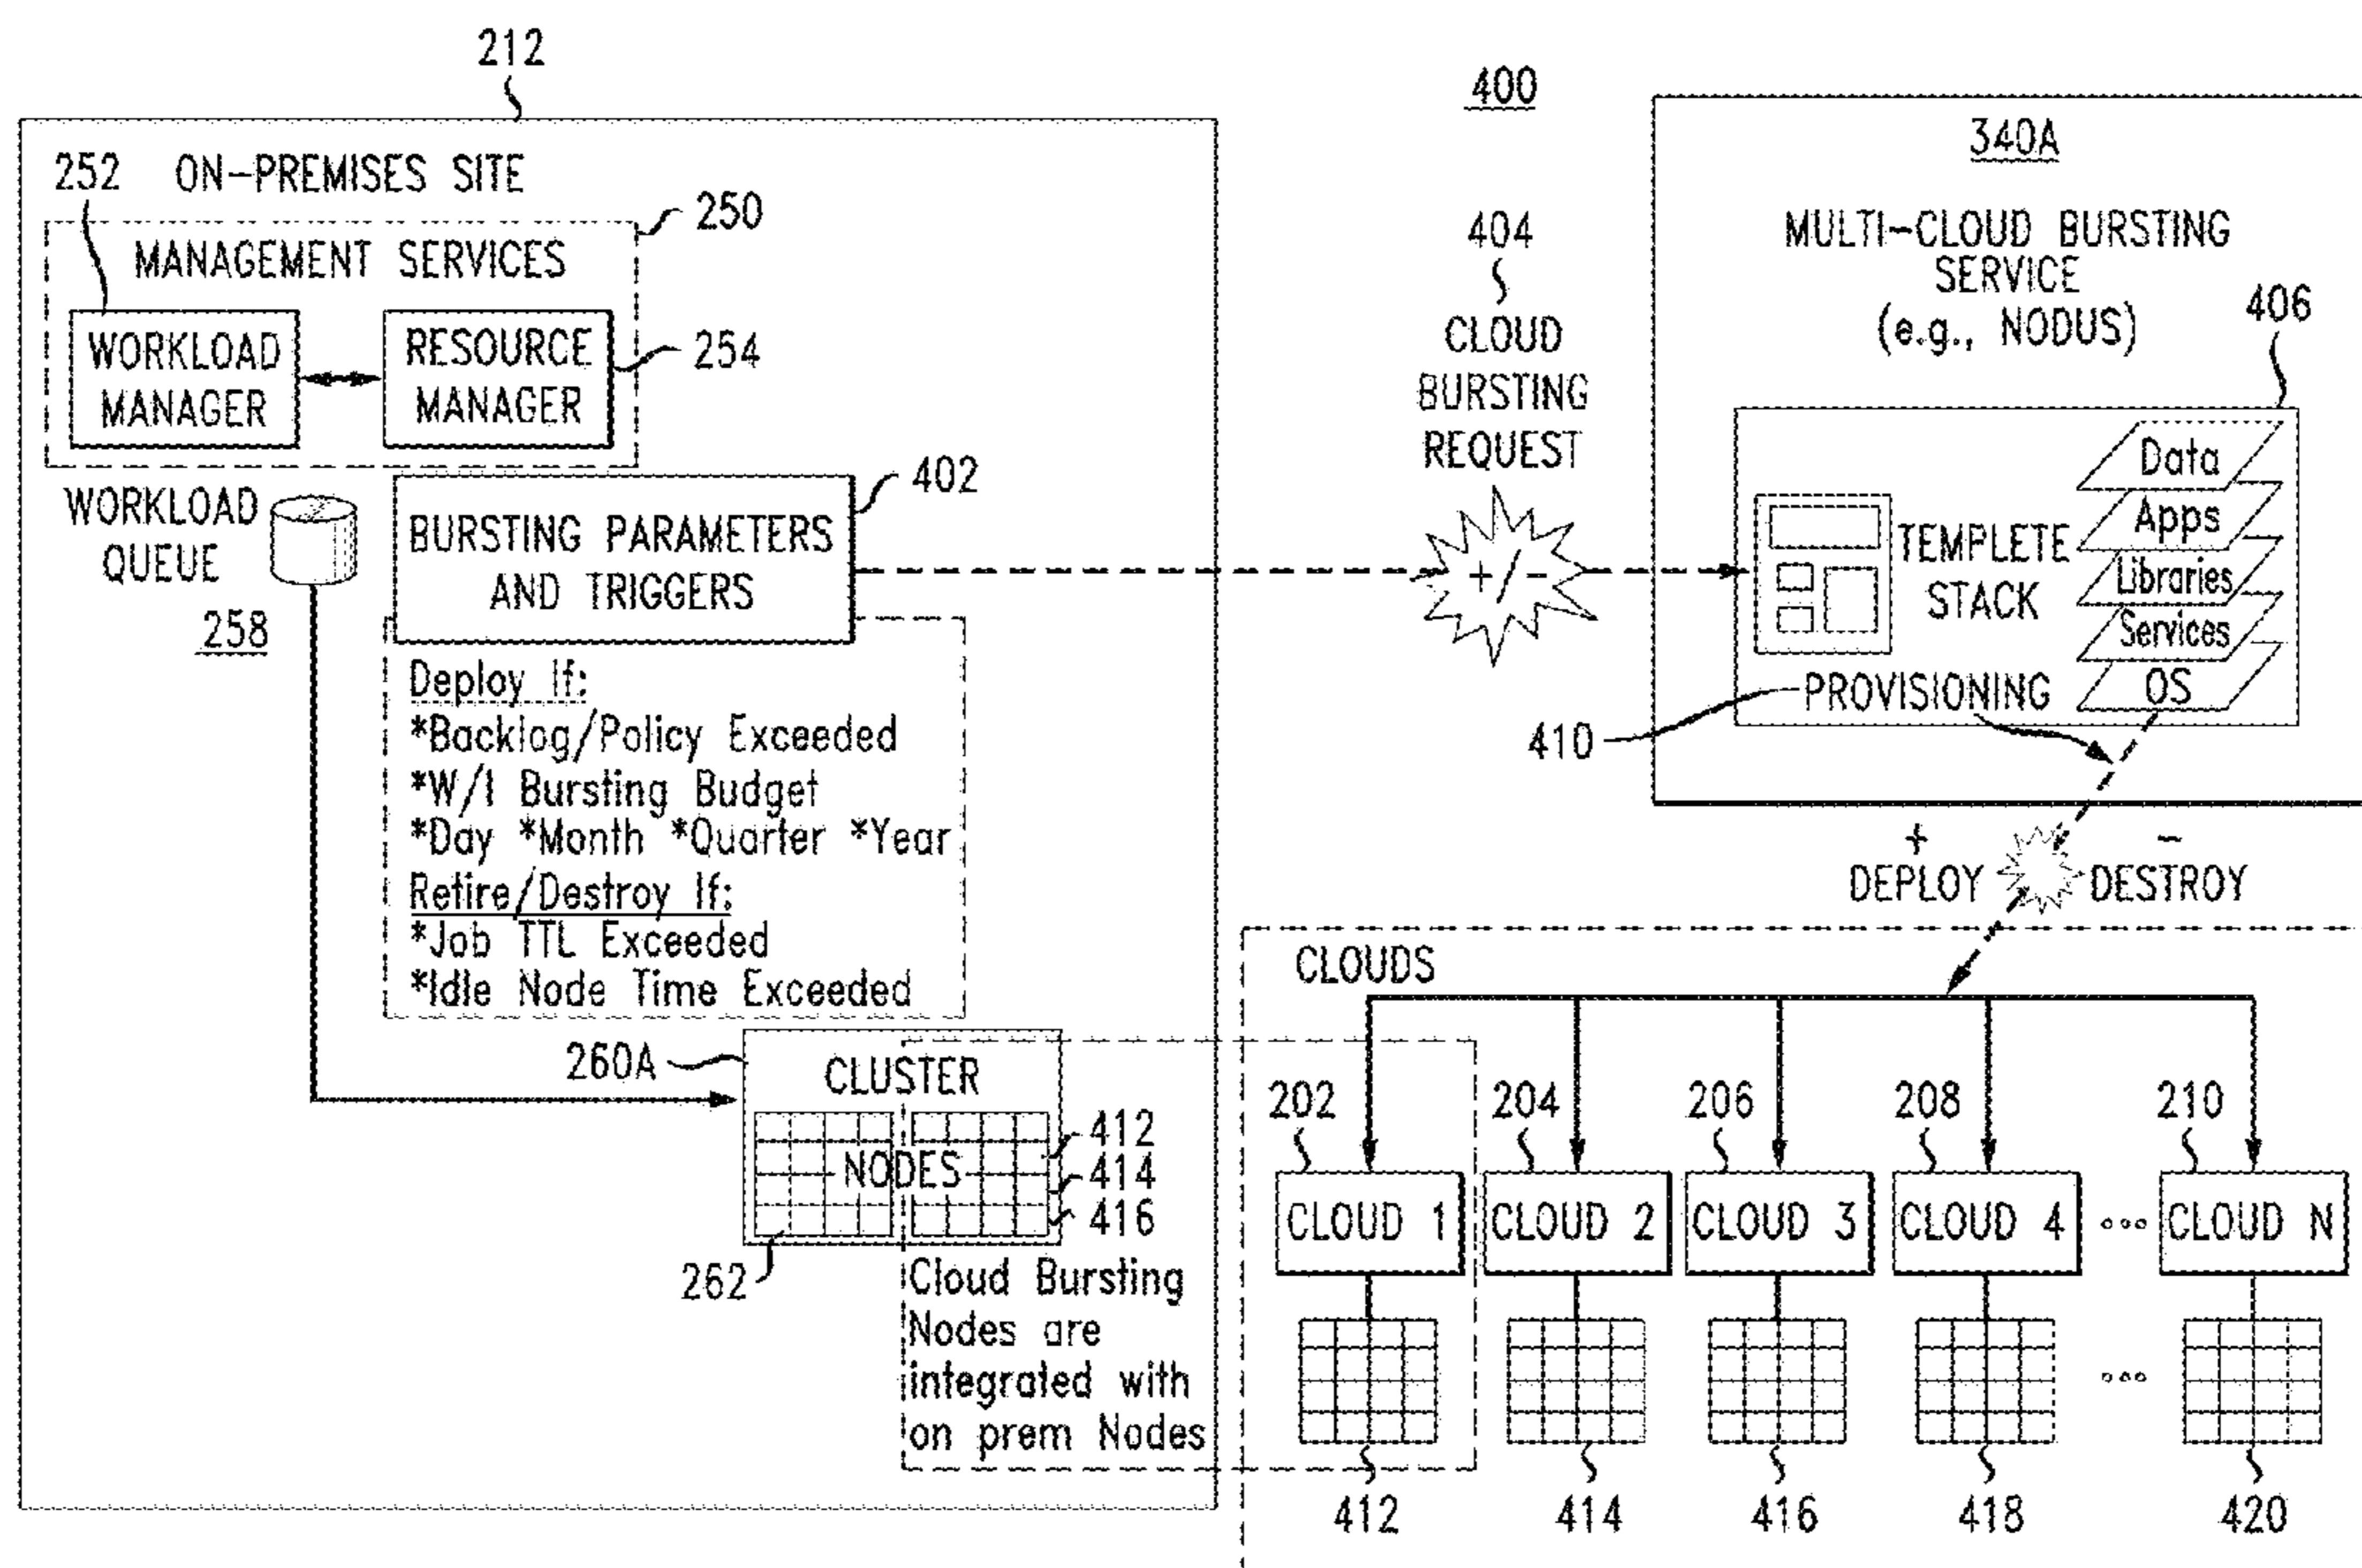 212
252 ON-PREMISES SITE
250
MANAGEMENT SERVICES
WORKLOAD
MANAGER
RESOURCE
MANAGER
254
WORKLOAD
QUEUE
258
402
BURSTING PARAMETERS
AND TRIGGERS
Deploy If:
*Backlog/Policy Exceeded
*W/I Bursting Budget
*Day *Month *Quarter *Year
Retire/Destroy If:
*Job TTL Exceeded
*Idle Node Time Exceeded
260A
CLUSTER
NODES
412
414
416
262
Cloud Bursting
Nodes are
integrated with
on prem Nodes
400
404
CLOUD
BURSTING
REQUEST
+/-
340A
MULTI-CLOUD BURSTING
SERVICE
(e.g., NODUS)
406
TEMPLETE
STACK
Data
Apps
Libraries
Services
OS
PROVISIONING
410
+ -
DEPLOY DESTROY
CLOUDS
202 204 206 208 210
CLOUD 1 CLOUD 2 CLOUD 3 CLOUD 4 ooo CLOUD N
ooo
412 414 416 418 420